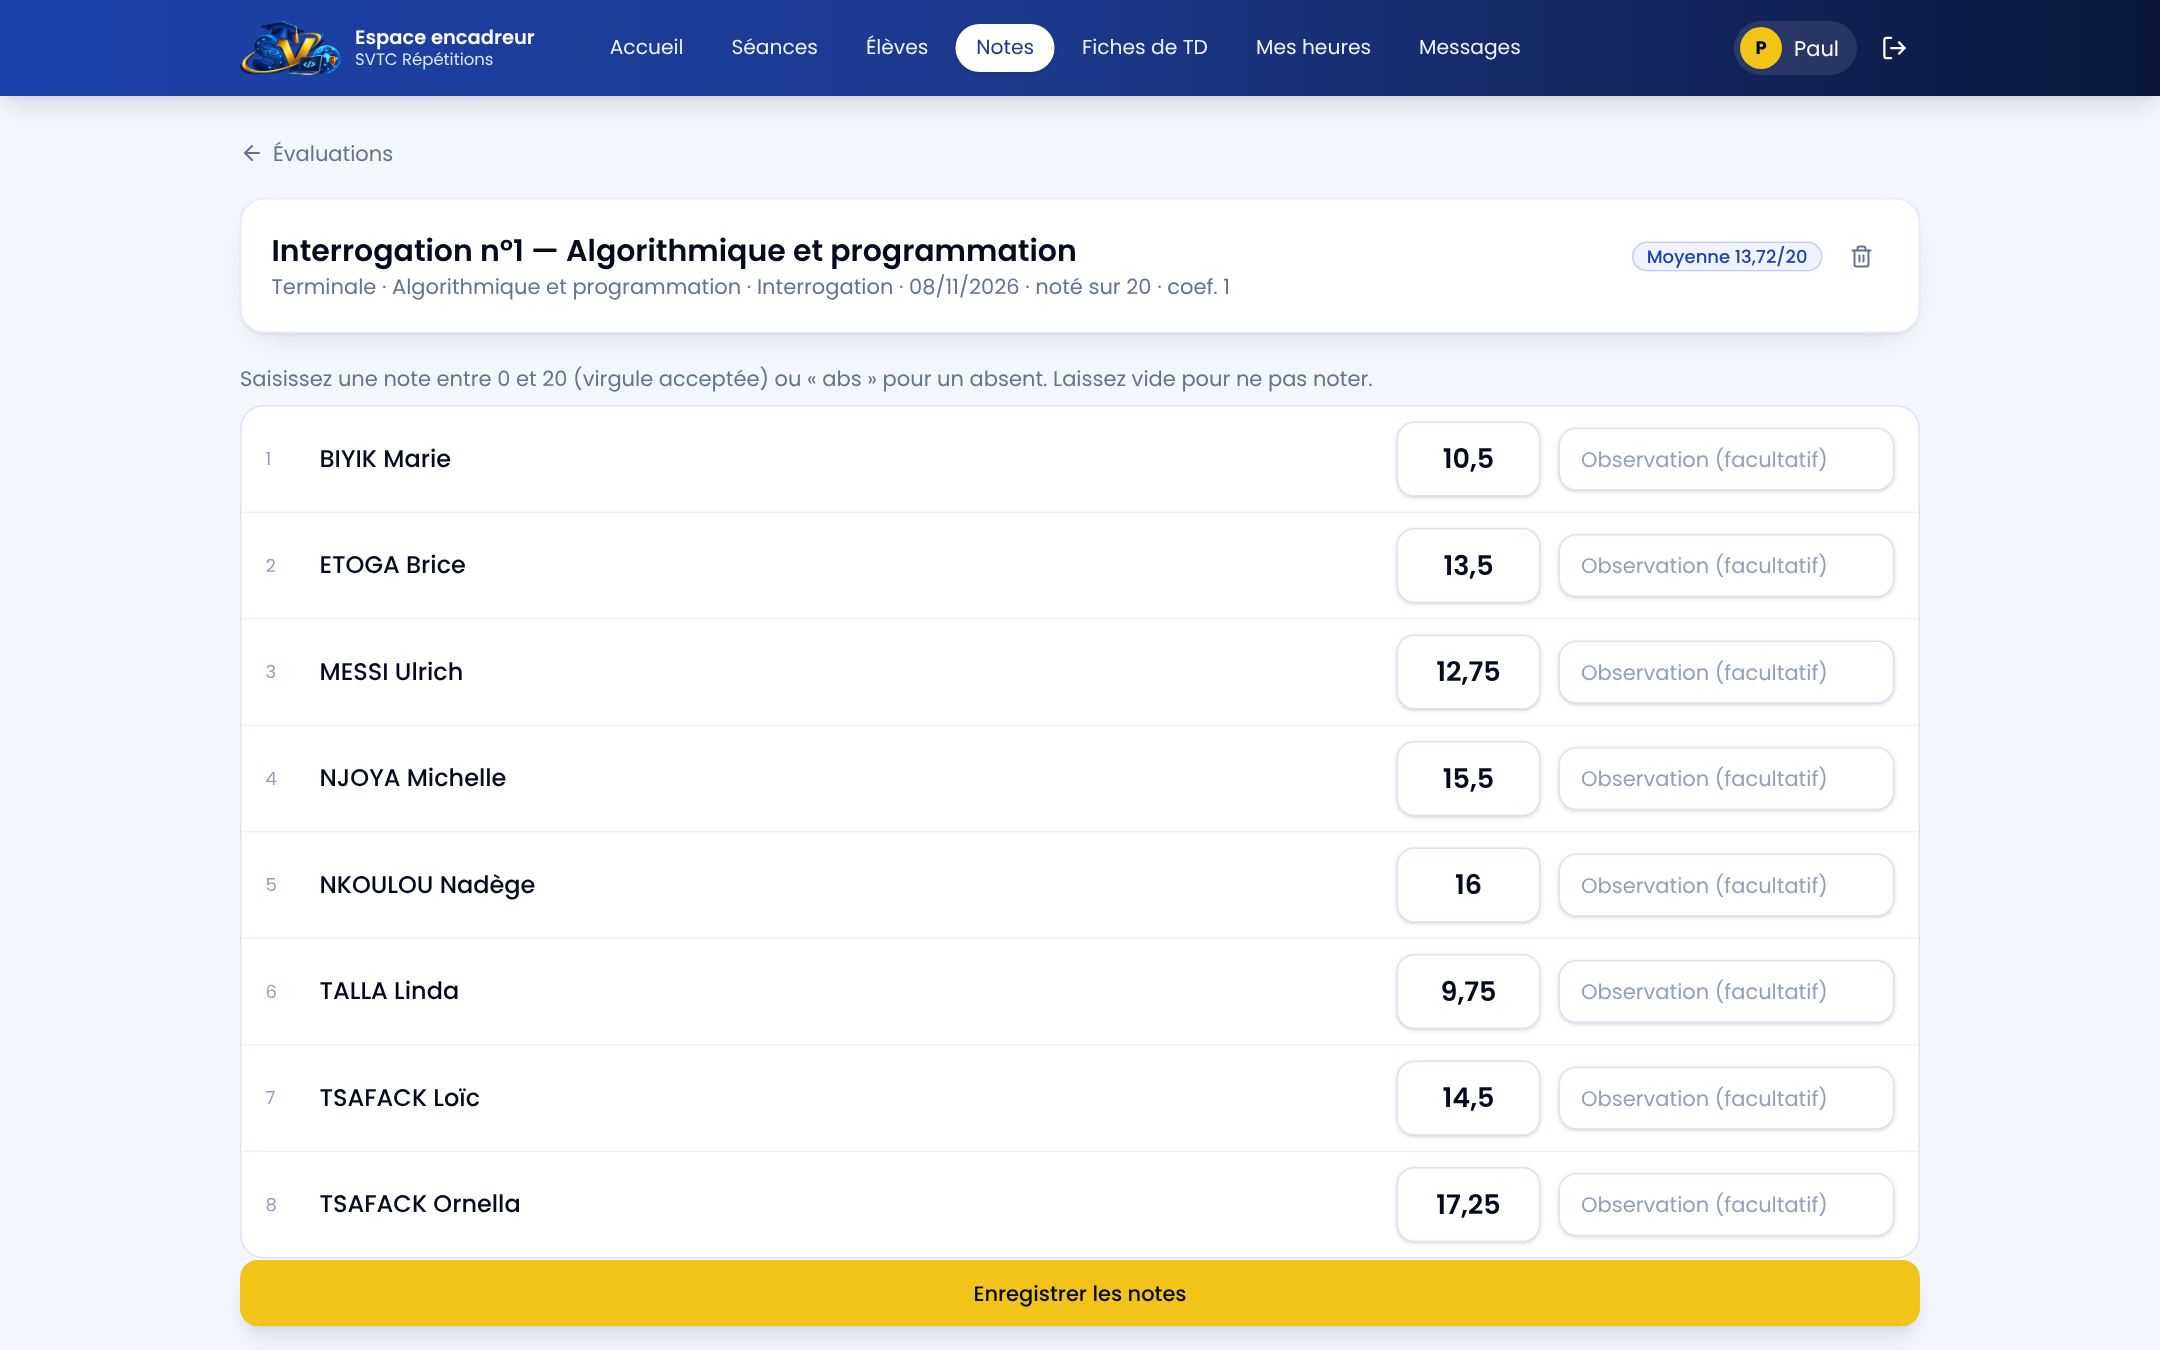 Espace encadreur
SVTC Répétitions
Accueil
Séances
Élèves
Notes
Fiches de TD
Mes heures
Messages
P
Paul
Évaluations
Interrogation n°1 — Algorithmique et programmation
Moyenne 13,72/20
Terminale · Algorithmique et programmation · Interrogation · 08/11/2026 · noté sur 20 · coef. 1
Saisissez une note entre 0 et 20 (virgule acceptée) ou « abs » pour un absent. Laissez vide pour ne pas noter.
1 BIYIK Marie 10,5 Observation (facultatif)
2 ETOGA Brice 13,5 Observation (facultatif)
3 MESSI Ulrich 12,75 Observation (facultatif)
4 NJOYA Michelle 15,5 Observation (facultatif)
5 NKOULOU Nadège 16 Observation (facultatif)
6 TALLA Linda 9,75 Observation (facultatif)
7 TSAFACK Loïc 14,5 Observation (facultatif)
8 TSAFACK Ornella 17,25 Observation (facultatif)
Enregistrer les notes